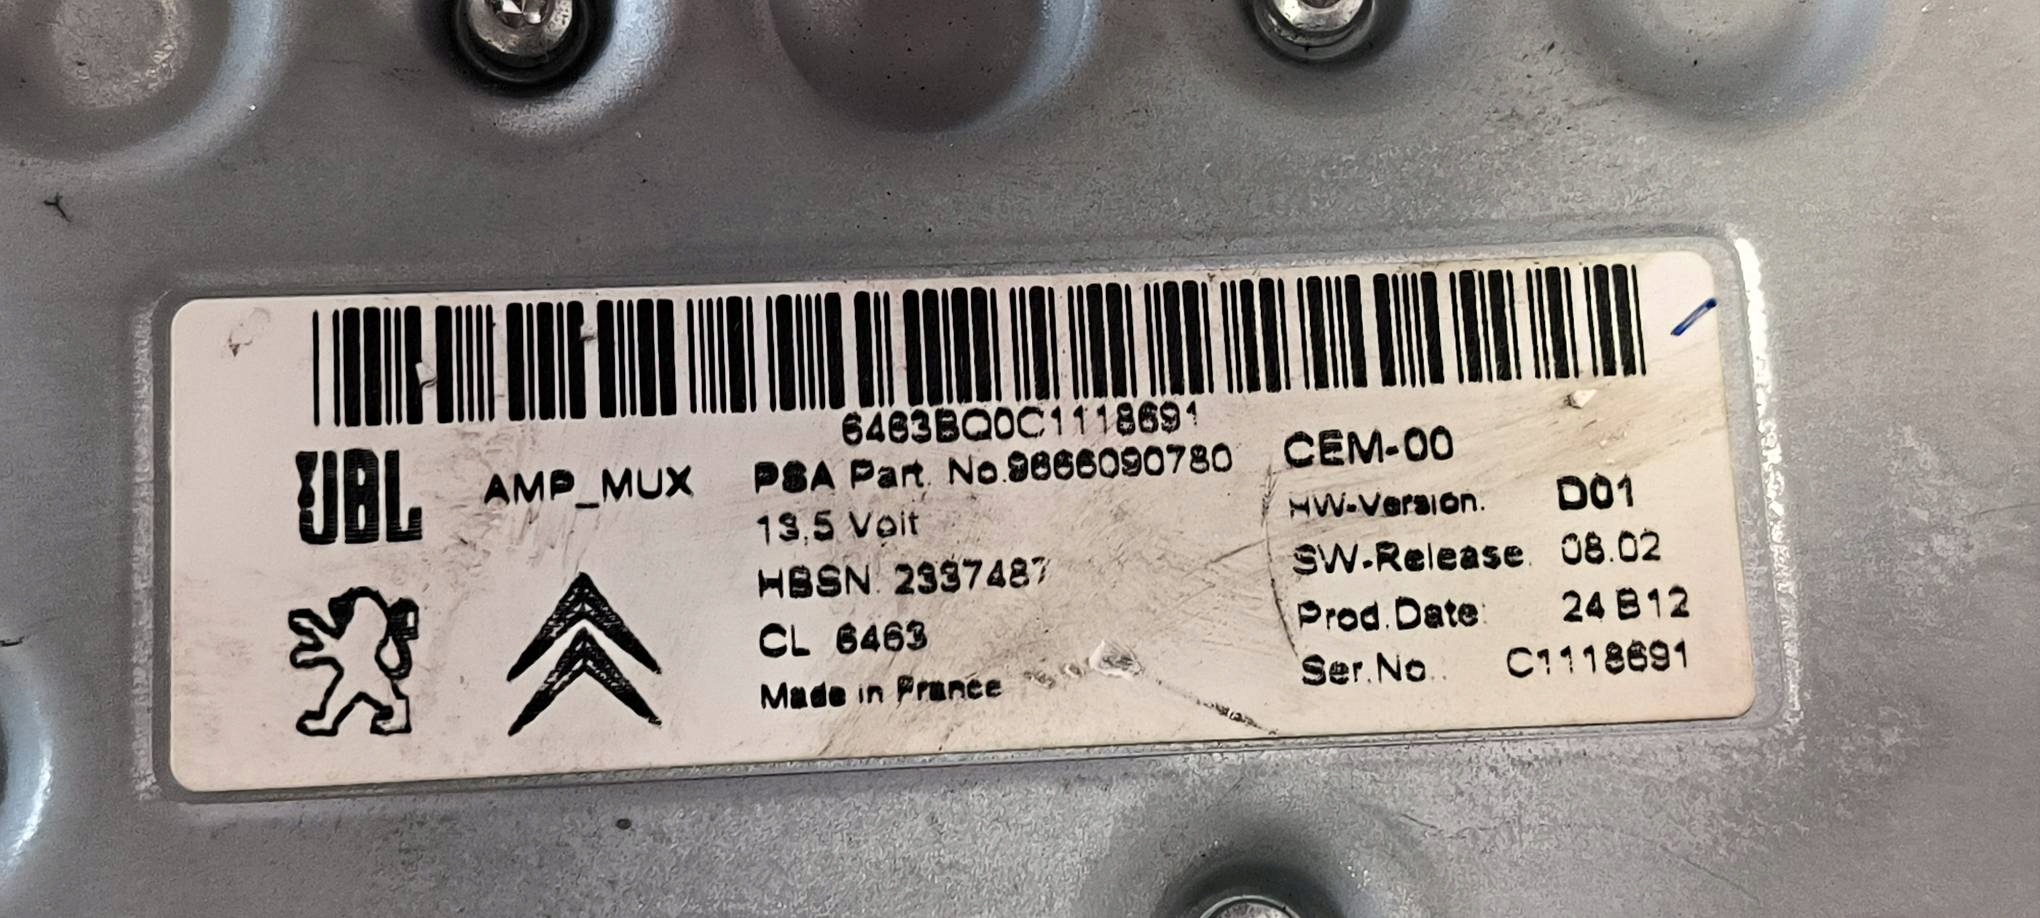 6463BQ0C1118691
JBL
AMP_MUX
PSA Part. No.9666090780
13,5 Volt
HBSN. 2337487
CL 6463
Made in France
CEM-00
HW-Version. D01
SW-Release. 08.02
Prod.Date: 24 B12
Ser.No.. C1118691